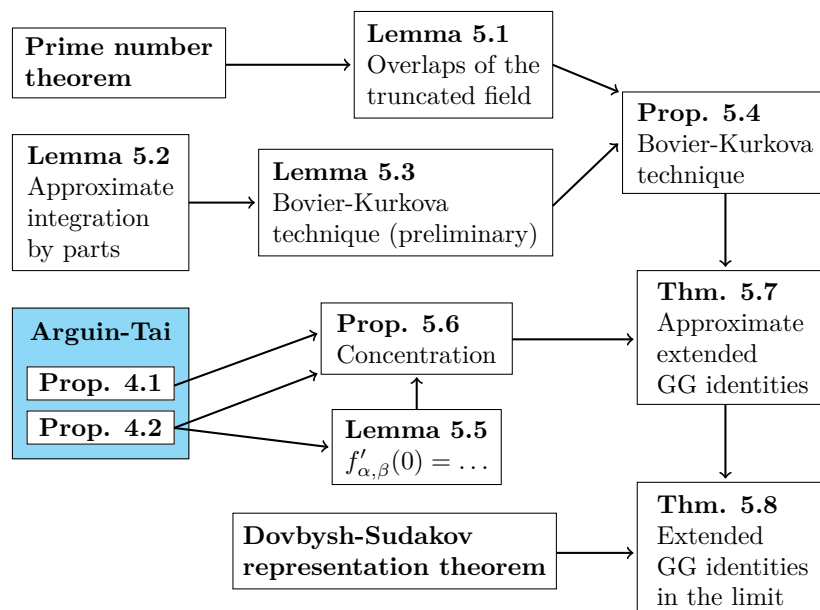 Prime number
theorem
Lemma 5.1
Overlaps of the
truncated field
Prop. 5.4
Bovier-Kurkova
technique
Lemma 5.2
Approximate
integration
by parts
Lemma 5.3
Bovier-Kurkova
technique (preliminary)
Arguin-Tai
Prop. 4.1
Prop. 4.2
Prop. 5.6
Concentration
Thm. 5.7
Approximate
extended
GG identities
Lemma 5.5
f′α,β(0) = …
Dovbysh-Sudakov
representation theorem
Thm. 5.8
Extended
GG identities
in the limit